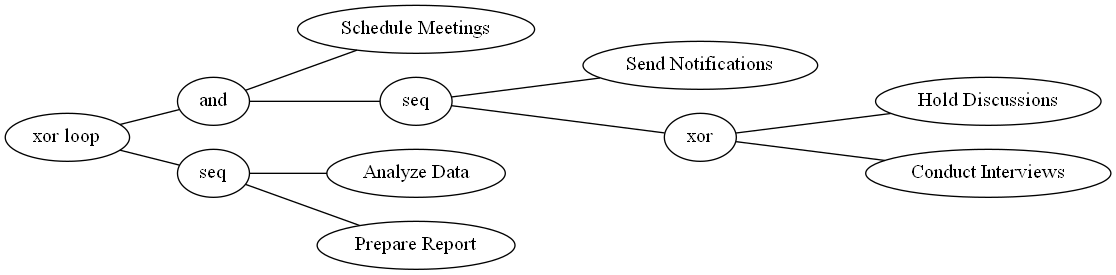 Schedule Meetings
Send Notifications
and
seq
Hold Discussions
xor loop
xor
seq
Analyze Data
Conduct Interviews
Prepare Report